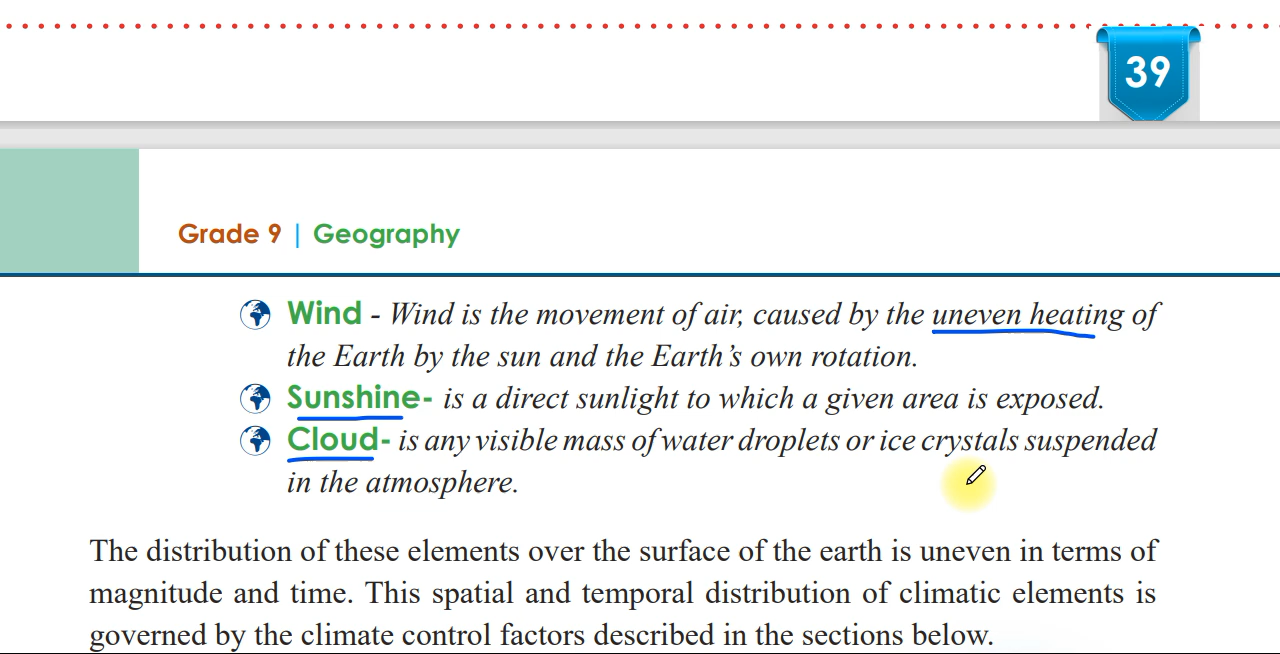 39
Grade 9 | Geography
Wind - Wind is the movement of air, caused by the uneven heating of
the Earth by the sun and the Earth’s own rotation.
Sunshine- is a direct sunlight to which a given area is exposed.
Cloud- is any visible mass of water droplets or ice crystals suspended
in the atmosphere.
The distribution of these elements over the surface of the earth is uneven in terms of
magnitude and time. This spatial and temporal distribution of climatic elements is
governed by the climate control factors described in the sections below.